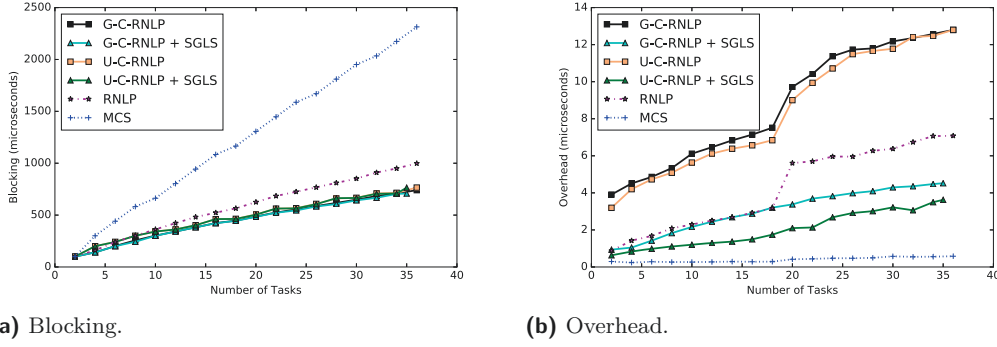 2500
2000
1500
1000
500
0
0
5
10
15
20
25
30
35
40
Blocking (microseconds)
Number of Tasks
G-C-RNLP
G-C-RNLP + SGLS
U-C-RNLP
U-C-RNLP + SGLS
RNLP
MCS
a) Blocking.
14
12
10
8
6
4
2
0
0
5
10
15
20
25
30
35
40
Overhead (microseconds)
Number of Tasks
G-C-RNLP
G-C-RNLP + SGLS
U-C-RNLP
U-C-RNLP + SGLS
RNLP
MCS
(b) Overhead.